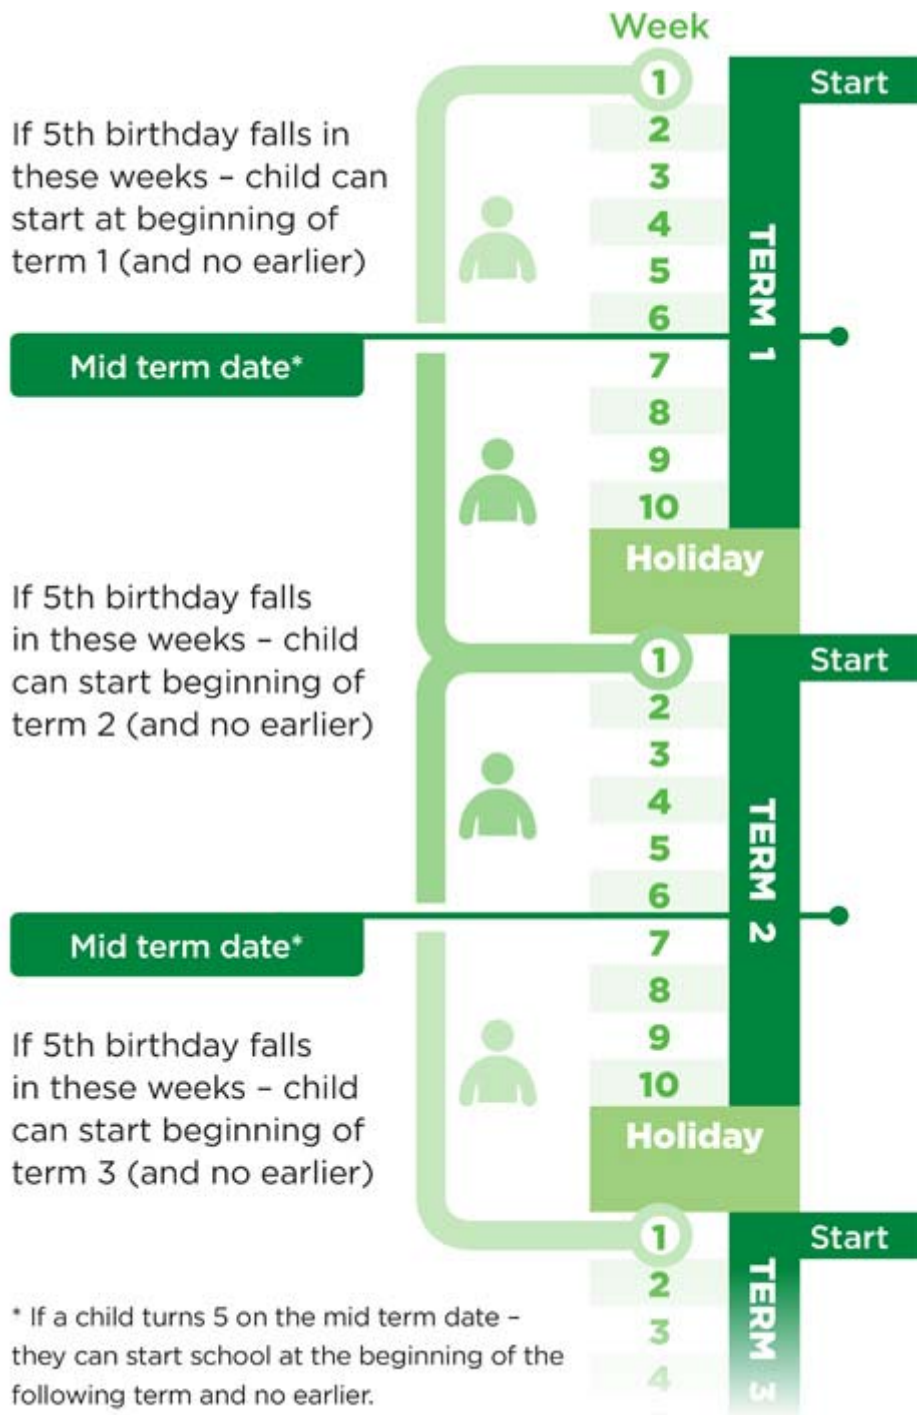 Week
1
Start
2
If 5th birthday falls in
these weeks – child can
start at beginning of
term 1 (and no earlier)
3
4
5
6
TERM 1
Mid term date*
7
8
9
10
Holiday
If 5th birthday falls
in these weeks – child
can start beginning of
term 2 (and no earlier)
1
Start
2
3
4
5
6
TERM 2
Mid term date*
7
8
9
10
Holiday
If 5th birthday falls
in these weeks – child
can start beginning of
term 3 (and no earlier)
1
Start
2
3
4
TERM 3
* If a child turns 5 on the mid term date –
they can start school at the beginning of the
following term and no earlier.